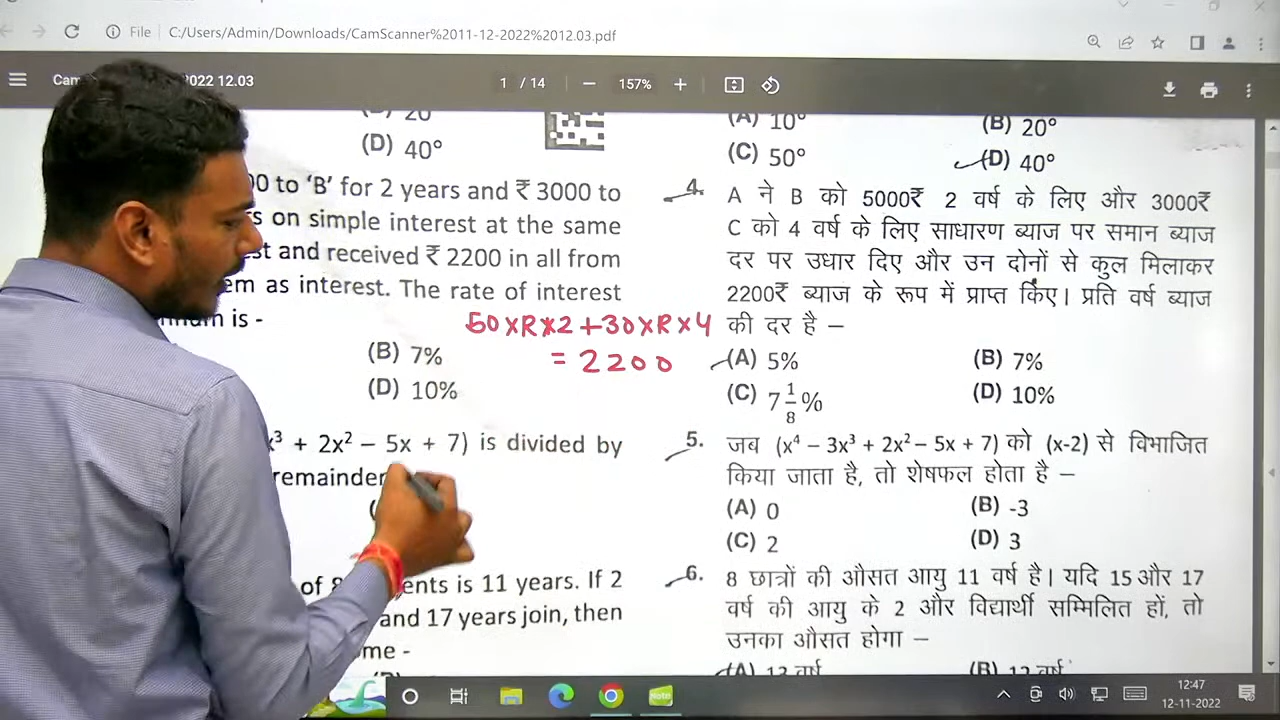 File C:/Users/Admin/Downloads/CamScanner%2011-12-2022%2012.03.pdf
2022 12.03 1 / 14 157%
(D) 40°
00 to 'B' for 2 years and ₹ 3000 to
s on simple interest at the same
st and received ₹ 2200 in all from
em as interest. The rate of interest
is -
50 x R x 2 + 30 x R x 4
= 2200
(B) 7%
(D) 10%
x³ + 2x² – 5x + 7) is divided by
remainder
of 8 ents is 11 years. If 2
and 17 years join, then
me -
(A) 10° (B) 20°
(C) 50° (D) 40°
4. A ने B को 5000₹ 2 वर्ष के लिए और 3000₹
C को 4 वर्ष के लिए साधारण ब्याज पर समान ब्याज
दर पर उधार दिए और उन दोनों से कुल मिलाकर
2200₹ ब्याज के रूप में प्राप्त किए। प्रति वर्ष ब्याज
की दर है –
(A) 5% (B) 7%
(C) 7 1/8 % (D) 10%
5. जब (x⁴ – 3x³ + 2x² – 5x + 7) को (x-2) से विभाजित
किया जाता है, तो शेषफल होता है –
(A) 0 (B) -3
(C) 2 (D) 3
6. 8 छात्रों की औसत आयु 11 वर्ष है। यदि 15 और 17
वर्ष की आयु के 2 और विद्यार्थी सम्मिलित हों, तो
उनका औसत होगा –
Note
12:47
12-11-2022